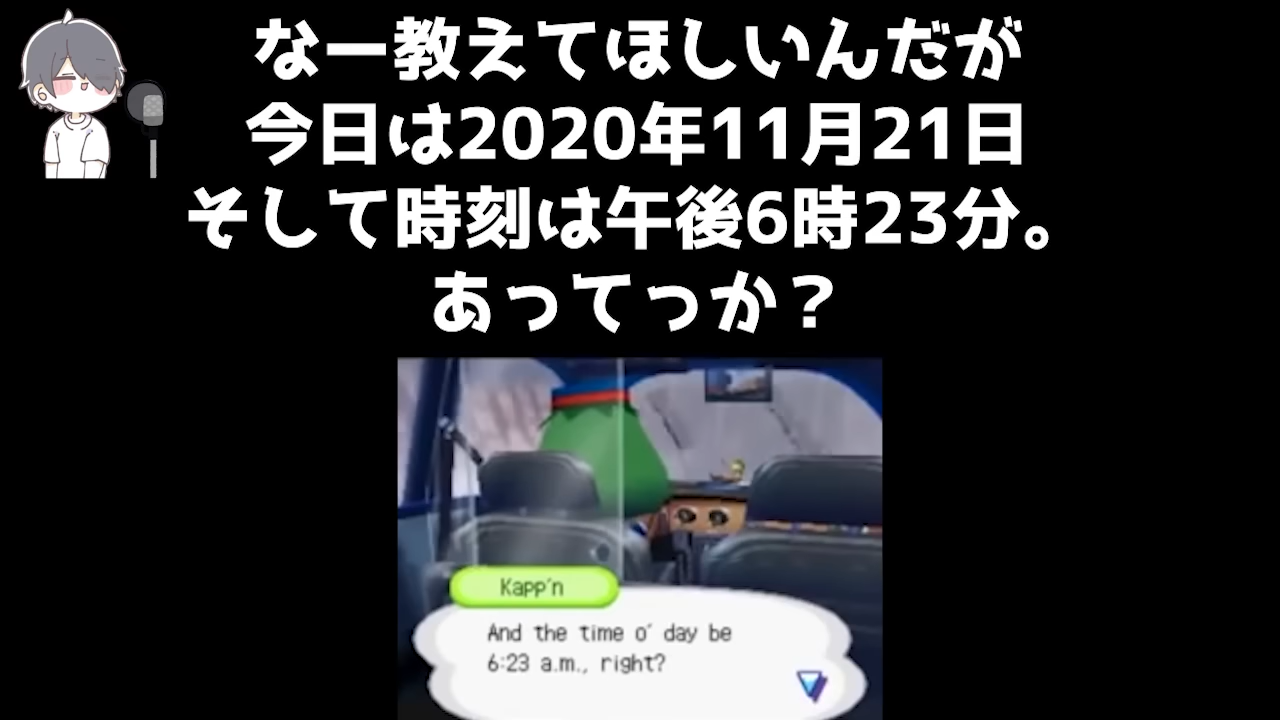 なー教えてほしいんだが
今日は2020年11月21日
そして時刻は午後6時23分。
あってっか？
Kapp'n
And the time o' day be
6:23 a.m., right?